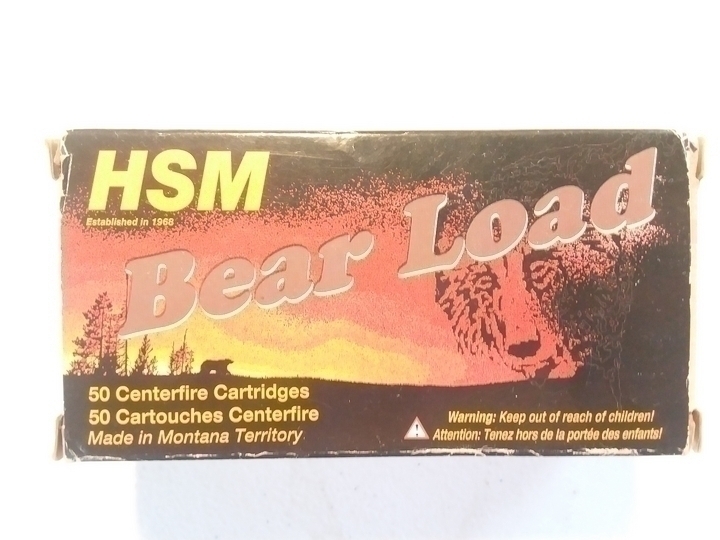 HSM
Established in 1968
Bear Load
50 Centerfire Cartridges
50 Cartouches Centerfire
Made in Montana Territory
Warning: Keep out of reach of children!
Attention: Tenez hors de la portée des enfants!